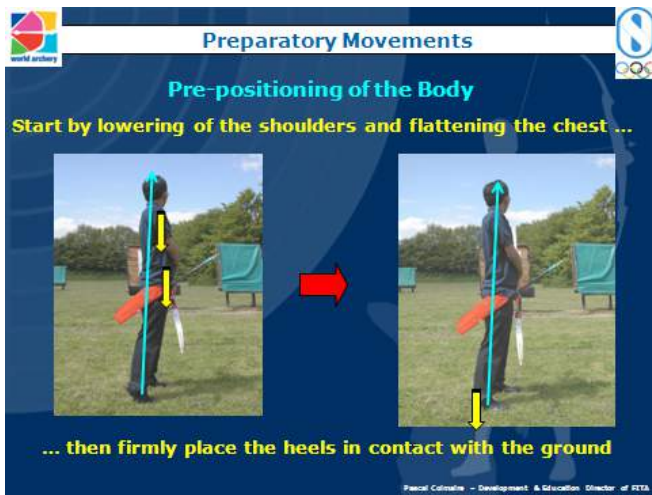 world archery
Preparatory Movements
Pre-positioning of the Body
Start by lowering of the shoulders and flattening the chest ...
... then firmly place the heels in contact with the ground
Pascal Colmaire – Development & Education Director of FITA